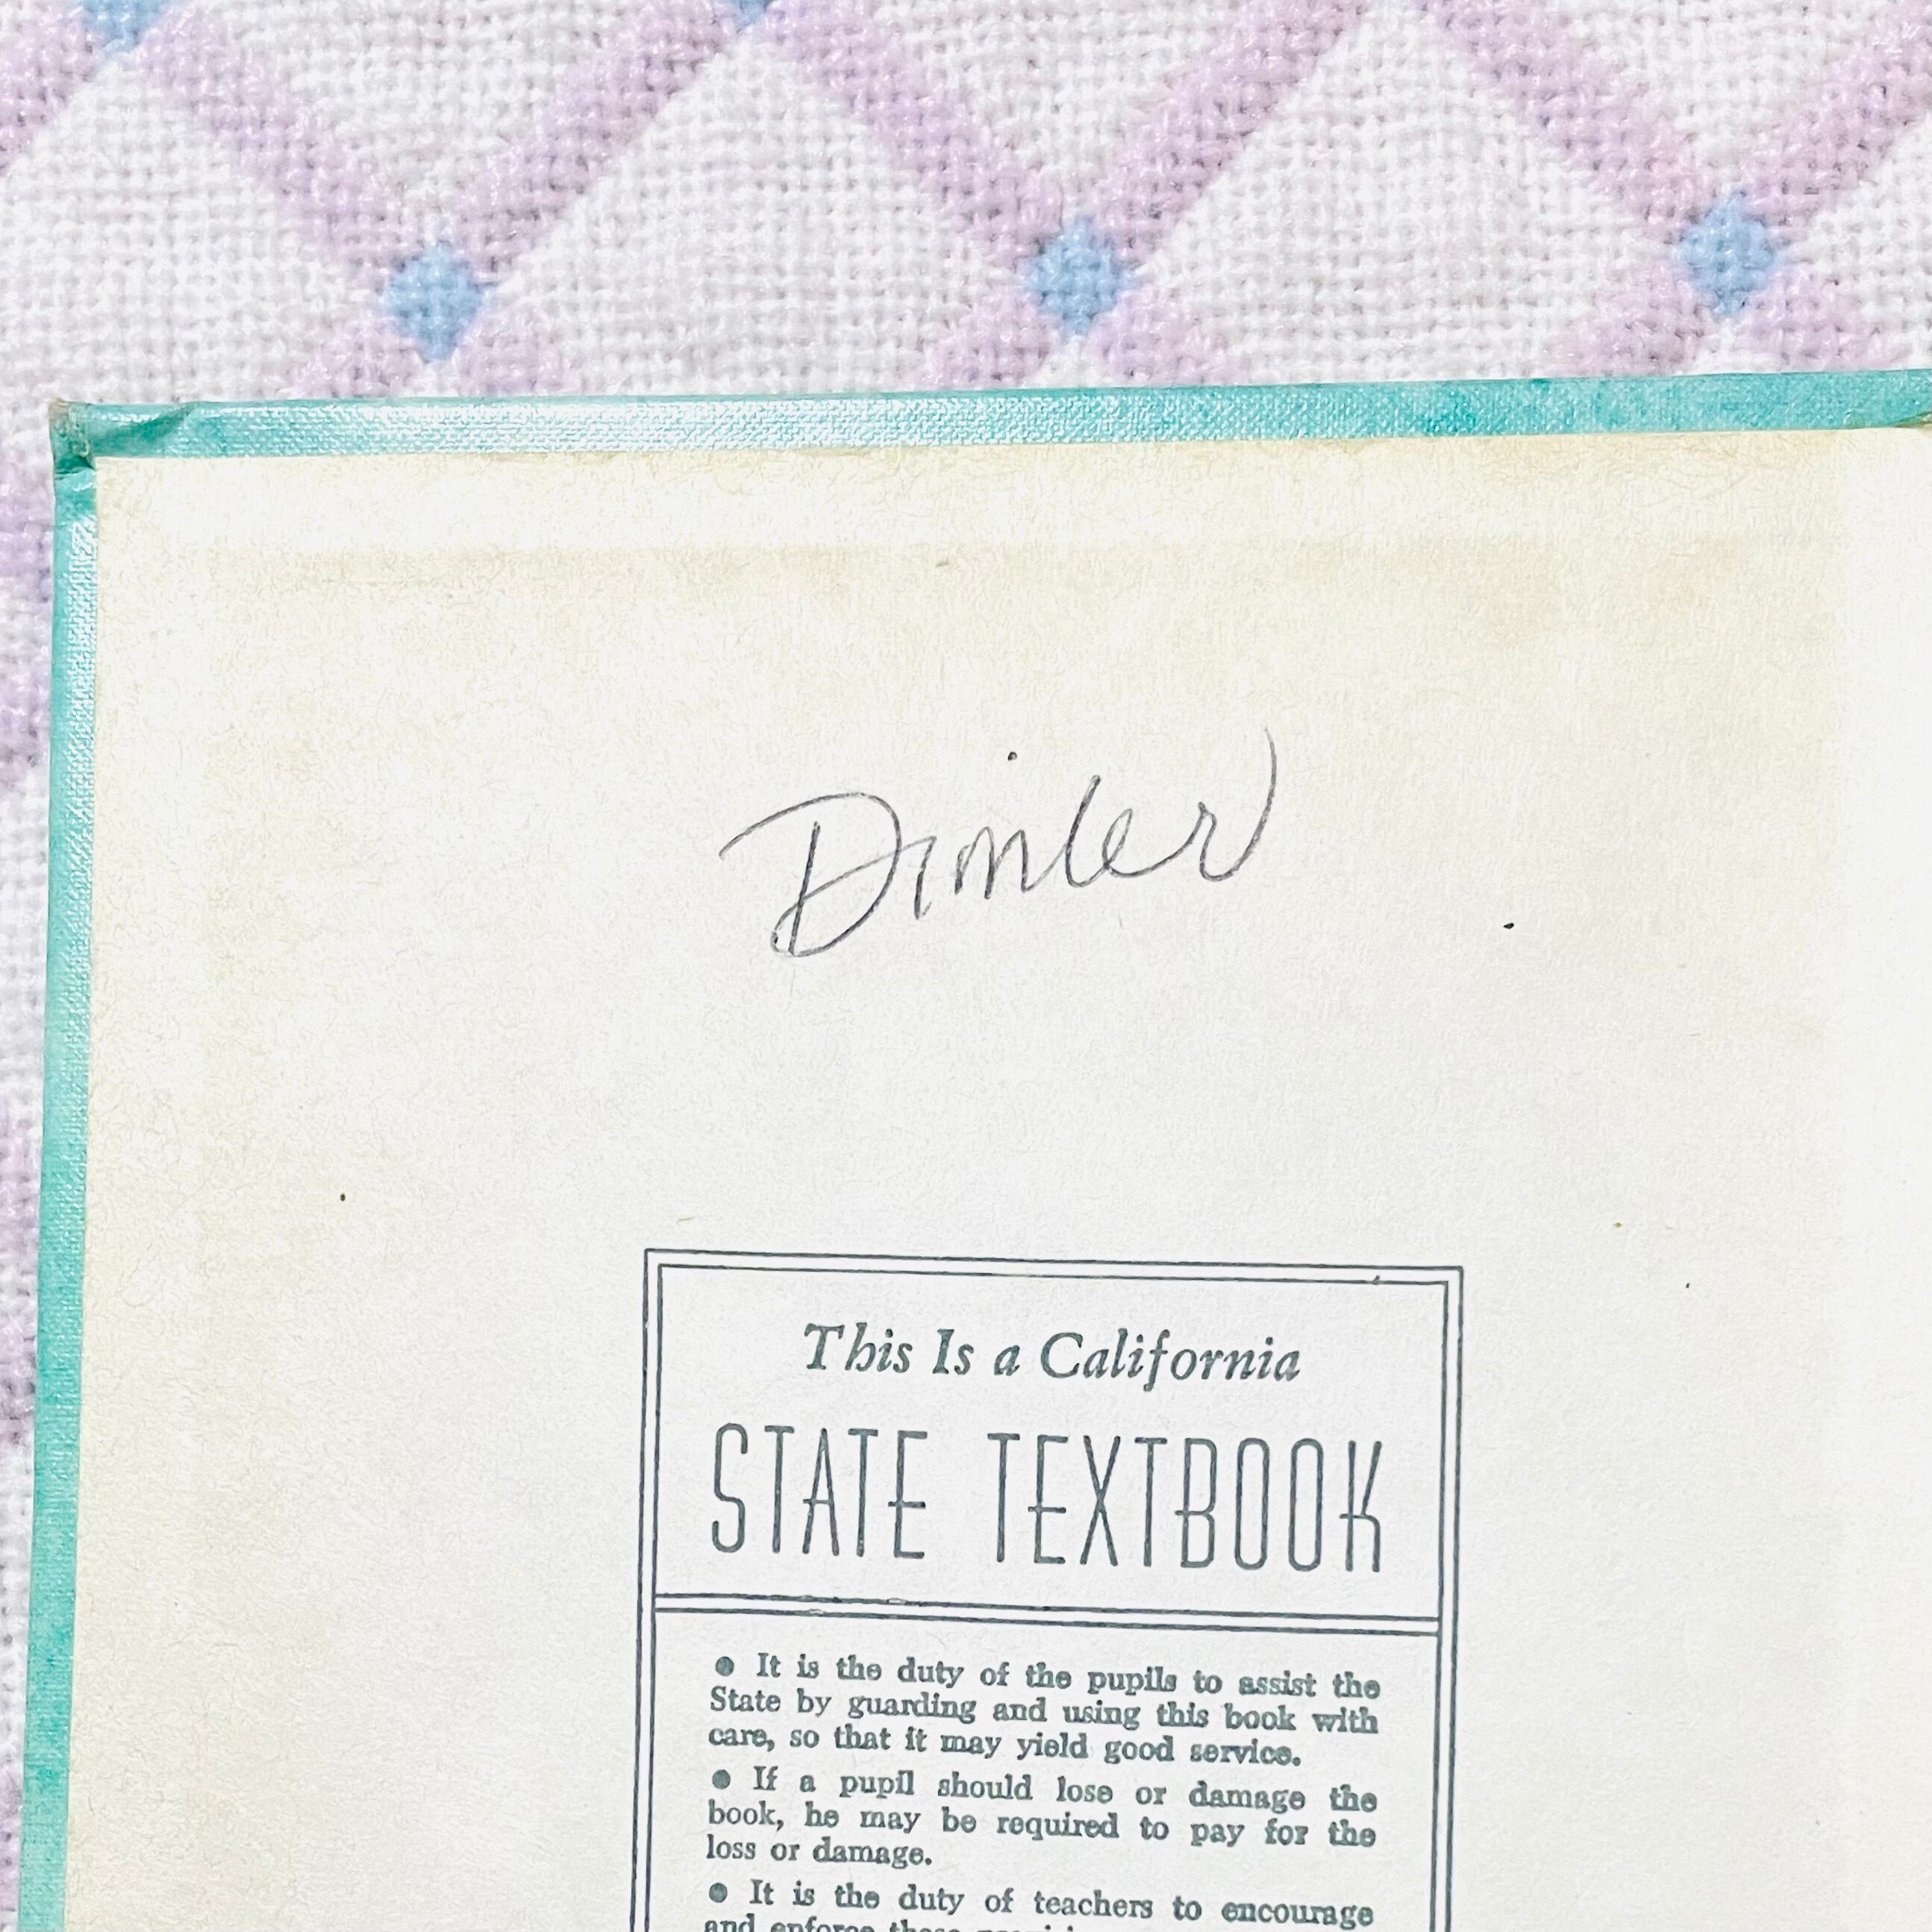 Dimler
This Is a California
STATE TEXTBOOK
● It is the duty of the pupils to assist the
State by guarding and using this book with
care, so that it may yield good service.
● If a pupil should lose or damage the
book, he may be required to pay for the
loss or damage.
● It is the duty of teachers to encourage
and enforce these